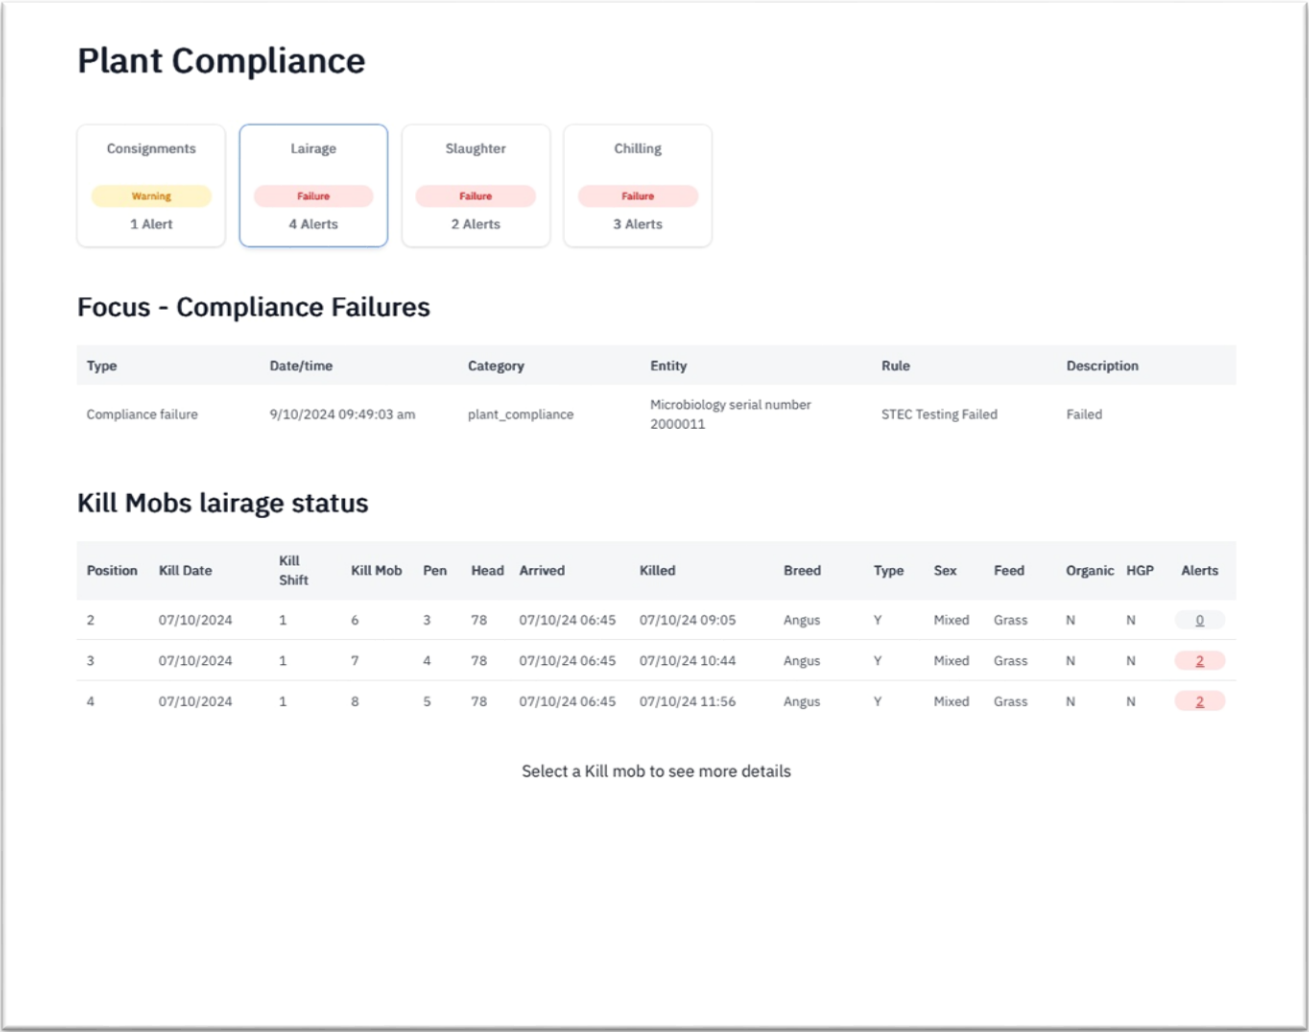 Plant Compliance
Consignments Lairage Slaughter Chilling
Warning Failure Failure Failure
1 Alert 4 Alerts 2 Alerts 3 Alerts
Focus - Compliance Failures
Type Date/time Category Entity Rule Description
Compliance failure 9/10/2024 09:49:03 am plant_compliance Microbiology serial number 2000011 STEC Testing Failed Failed
Kill Mobs lairage status
Position Kill Date Kill Shift Kill Mob Pen Head Arrived Killed Breed Type Sex Feed Organic HGP Alerts
2 07/10/2024 1 6 3 78 07/10/24 06:45 07/10/24 09:05 Angus Y Mixed Grass N N 0
3 07/10/2024 1 7 4 78 07/10/24 06:45 07/10/24 10:44 Angus Y Mixed Grass N N 2
4 07/10/2024 1 8 5 78 07/10/24 06:45 07/10/24 11:56 Angus Y Mixed Grass N N 2
Select a Kill mob to see more details